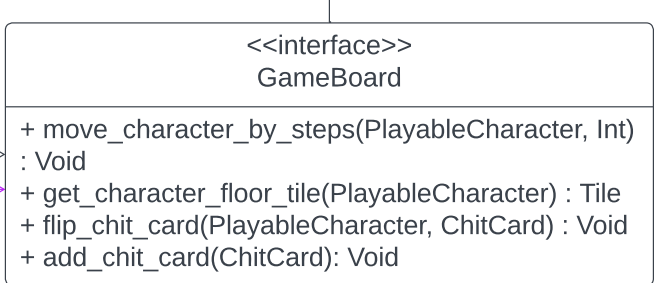 <<interface>>
GameBoard
+ move_character_by_steps(PlayableCharacter, Int)
: Void
+ get_character_floor_tile(PlayableCharacter) : Tile
+ flip_chit_card(PlayableCharacter, ChitCard) : Void
+ add_chit_card(ChitCard): Void